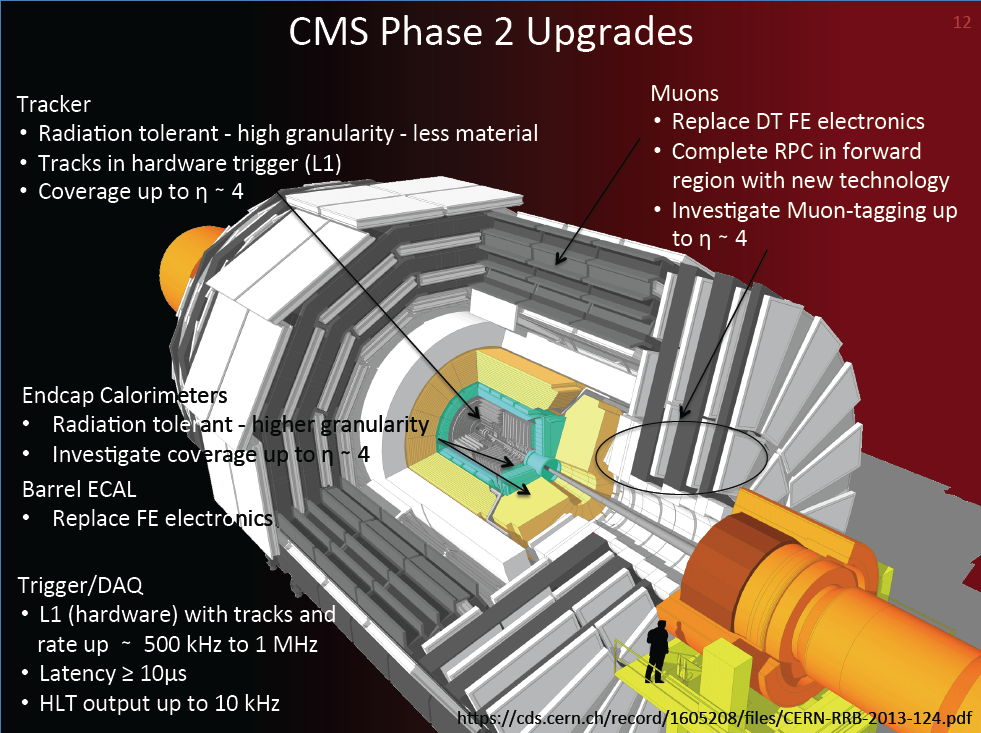 CMS Phase 2 Upgrades
12
Tracker
• Radiation tolerant - high granularity - less material
• Tracks in hardware trigger (L1)
• Coverage up to η ~ 4
Muons
• Replace DT FE electronics
• Complete RPC in forward
region with new technology
• Investigate Muon-tagging up
to η ~ 4
Endcap Calorimeters
• Radiation tolerant - higher granularity
• Investigate coverage up to η ~ 4
Barrel ECAL
• Replace FE electronics
Trigger/DAQ
• L1 (hardware) with tracks and
rate up ~ 500 kHz to 1 MHz
• Latency ≥ 10μs
• HLT output up to 10 kHz
https://cds.cern.ch/record/1605208/files/CERN-RRB-2013-124.pdf